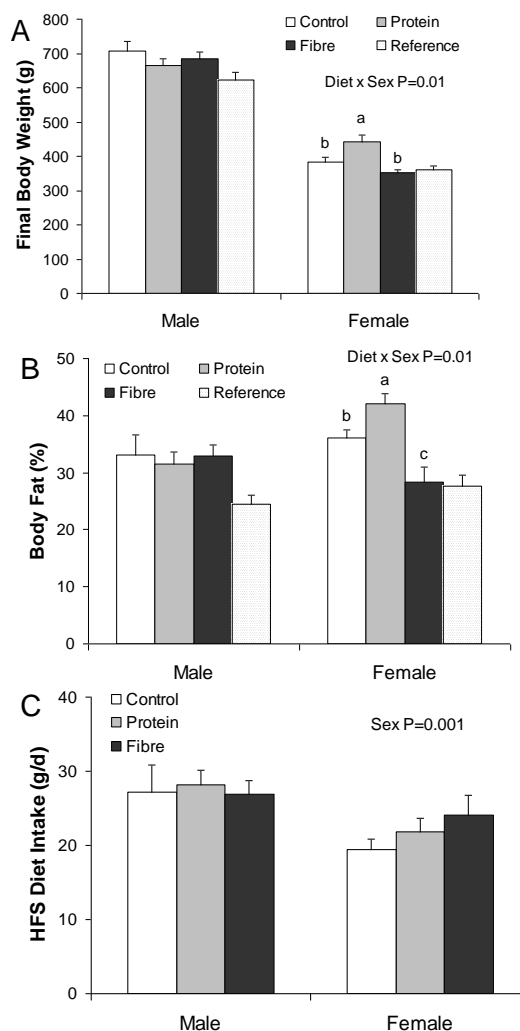 A
800
700
600
500
400
300
200
100
0
Final Body Weight (g)
Control Protein
Fibre Reference
Diet x Sex P=0.01
b a b
Male Female
B
50
40
30
20
10
0
Body Fat (%)
Control Protein
Fibre Reference
Diet x Sex P=0.01
b a c
Male Female
C
40
30
20
10
0
HFS Diet Intake (g/d)
Control
Protein
Fibre
Sex P=0.001
Male Female